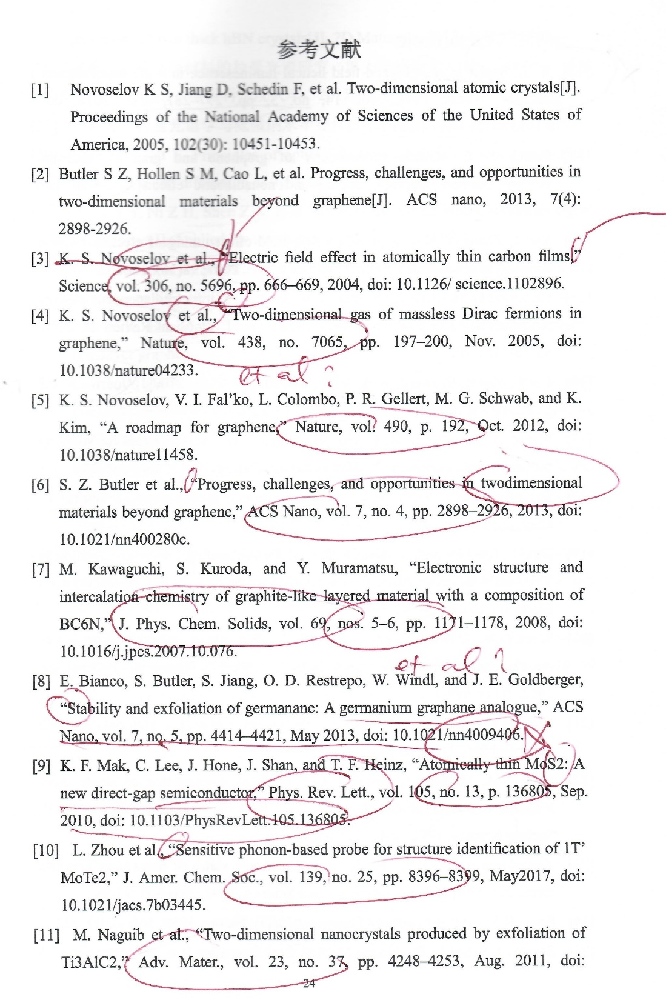 参考文献
[1] Novoselov K S, Jiang D, Schedin F, et al. Two-dimensional atomic crystals[J].
Proceedings of the National Academy of Sciences of the United States of
America, 2005, 102(30): 10451-10453.
[2] Butler S Z, Hollen S M, Cao L, et al. Progress, challenges, and opportunities in
two-dimensional materials beyond graphene[J]. ACS nano, 2013, 7(4):
2898-2926.
[3] K. S. Novoselov et al., “Electric field effect in atomically thin carbon films,”
Science, vol. 306, no. 5696, pp. 666–669, 2004, doi: 10.1126/ science.1102896.
[4] K. S. Novoselov et al., “Two-dimensional gas of massless Dirac fermions in
graphene,” Nature, vol. 438, no. 7065, pp. 197–200, Nov. 2005, doi:
10.1038/nature04233.
et al ?
[5] K. S. Novoselov, V. I. Fal’ko, L. Colombo, P. R. Gellert, M. G. Schwab, and K.
Kim, “A roadmap for graphene,” Nature, vol. 490, p. 192, Oct. 2012, doi:
10.1038/nature11458.
[6] S. Z. Butler et al., “Progress, challenges, and opportunities in twodimensional
materials beyond graphene,” ACS Nano, vol. 7, no. 4, pp. 2898–2926, 2013, doi:
10.1021/nn400280c.
[7] M. Kawaguchi, S. Kuroda, and Y. Muramatsu, “Electronic structure and
intercalation chemistry of graphite-like layered material with a composition of
BC6N,” J. Phys. Chem. Solids, vol. 69, nos. 5–6, pp. 1171–1178, 2008, doi:
10.1016/j.jpcs.2007.10.076.
et al ?
[8] E. Bianco, S. Butler, S. Jiang, O. D. Restrepo, W. Windl, and J. E. Goldberger,
“Stability and exfoliation of germanane: A germanium graphane analogue,” ACS
Nano, vol. 7, no. 5, pp. 4414–4421, May 2013, doi: 10.1021/nn4009406.
[9] K. F. Mak, C. Lee, J. Hone, J. Shan, and T. F. Heinz, “Atomically thin MoS2: A
new direct-gap semiconductor,” Phys. Rev. Lett., vol. 105, no. 13, p. 136805, Sep.
2010, doi: 10.1103/PhysRevLett.105.136805.
[10] L. Zhou et al., “Sensitive phonon-based probe for structure identification of 1T’
MoTe2,” J. Amer. Chem. Soc., vol. 139, no. 25, pp. 8396–8399, May2017, doi:
10.1021/jacs.7b03445.
[11] M. Naguib et al., “Two-dimensional nanocrystals produced by exfoliation of
Ti3AlC2,” Adv. Mater., vol. 23, no. 37, pp. 4248–4253, Aug. 2011, doi:
24